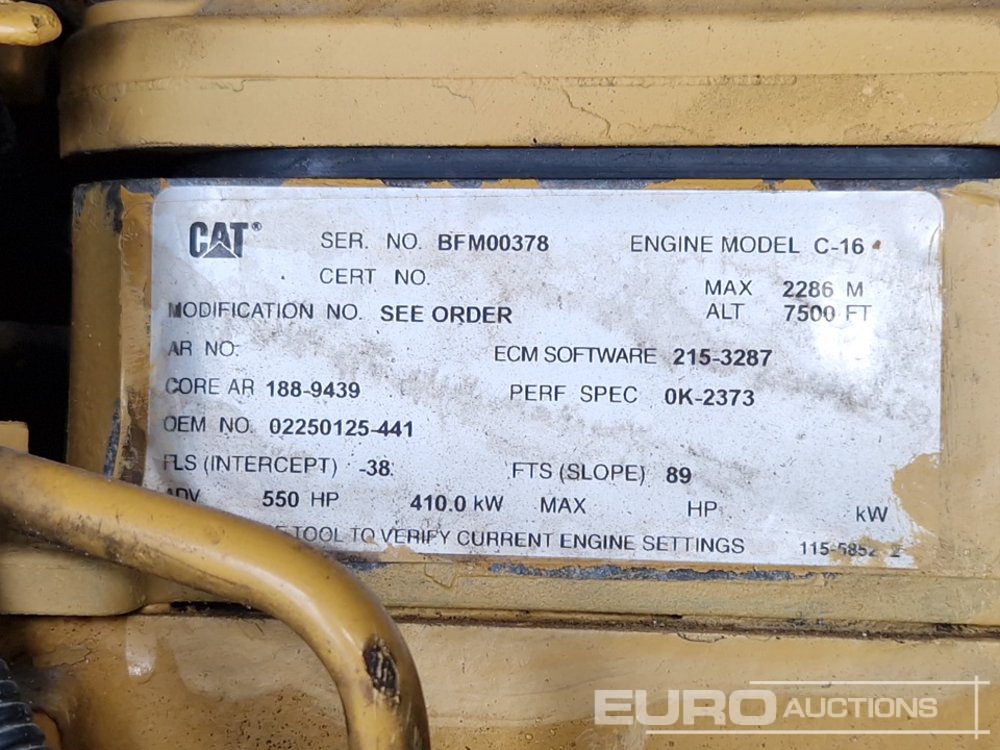 CAT® SER. NO. BFM00378 ENGINE MODEL C-16
CERT NO. MAX 2286 M
MODIFICATION NO. SEE ORDER ALT 7500 FT
AR NO. ECM SOFTWARE 215-3287
CORE AR 188-9439 PERF SPEC 0K-2373
OEM NO. 02250125-441
FLS (INTERCEPT) -38 FTS (SLOPE) 89
ADV 550 HP 410.0 kW MAX HP kW
TOOL TO VERIFY CURRENT ENGINE SETTINGS 115-5852
EURO AUCTIONS